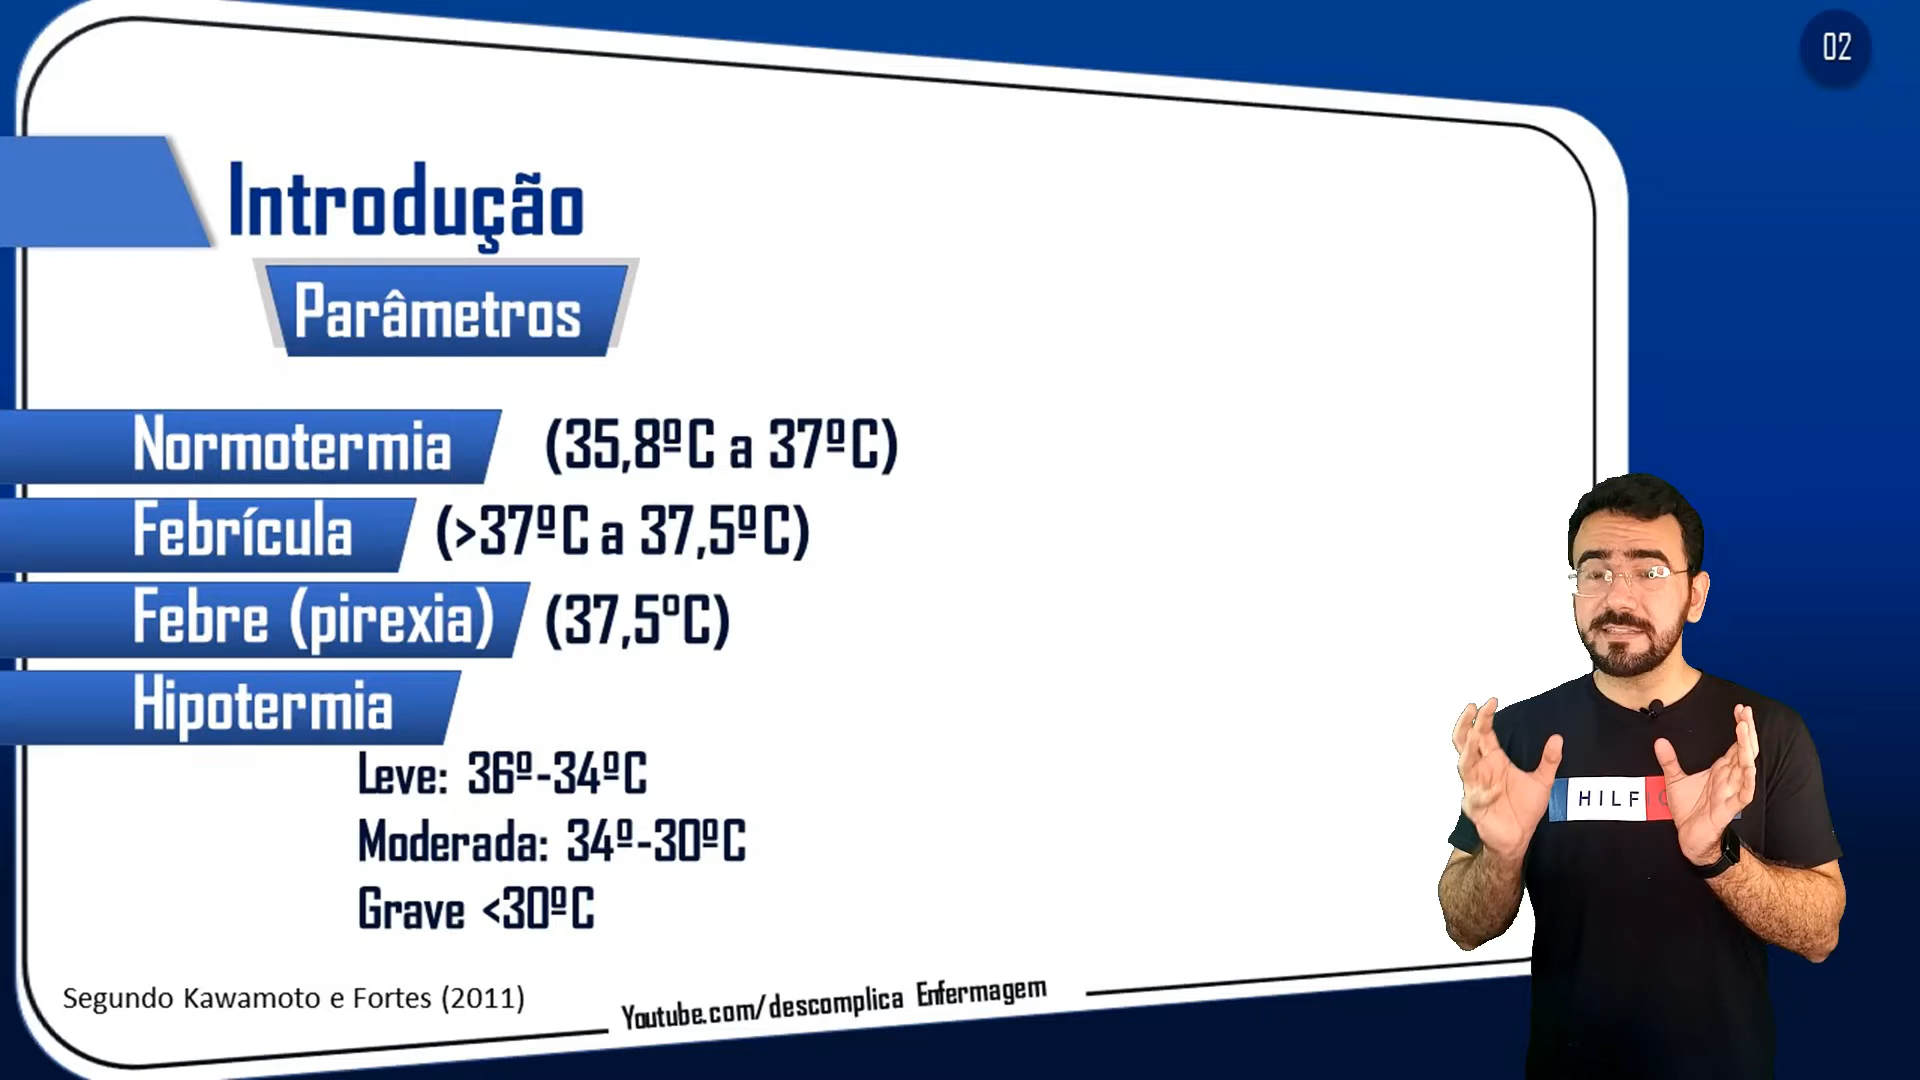 02
Introdução
Parâmetros
Normotermia (35,8ºC a 37ºC)
Febrícula (>37ºC a 37,5ºC)
Febre (pirexia) (37,5°C)
Hipotermia
Leve: 36º-34ºC
Moderada: 34º-30ºC
Grave <30ºC
HILF
Segundo Kawamoto e Fortes (2011)
Youtube.com/descomplica Enfermagem